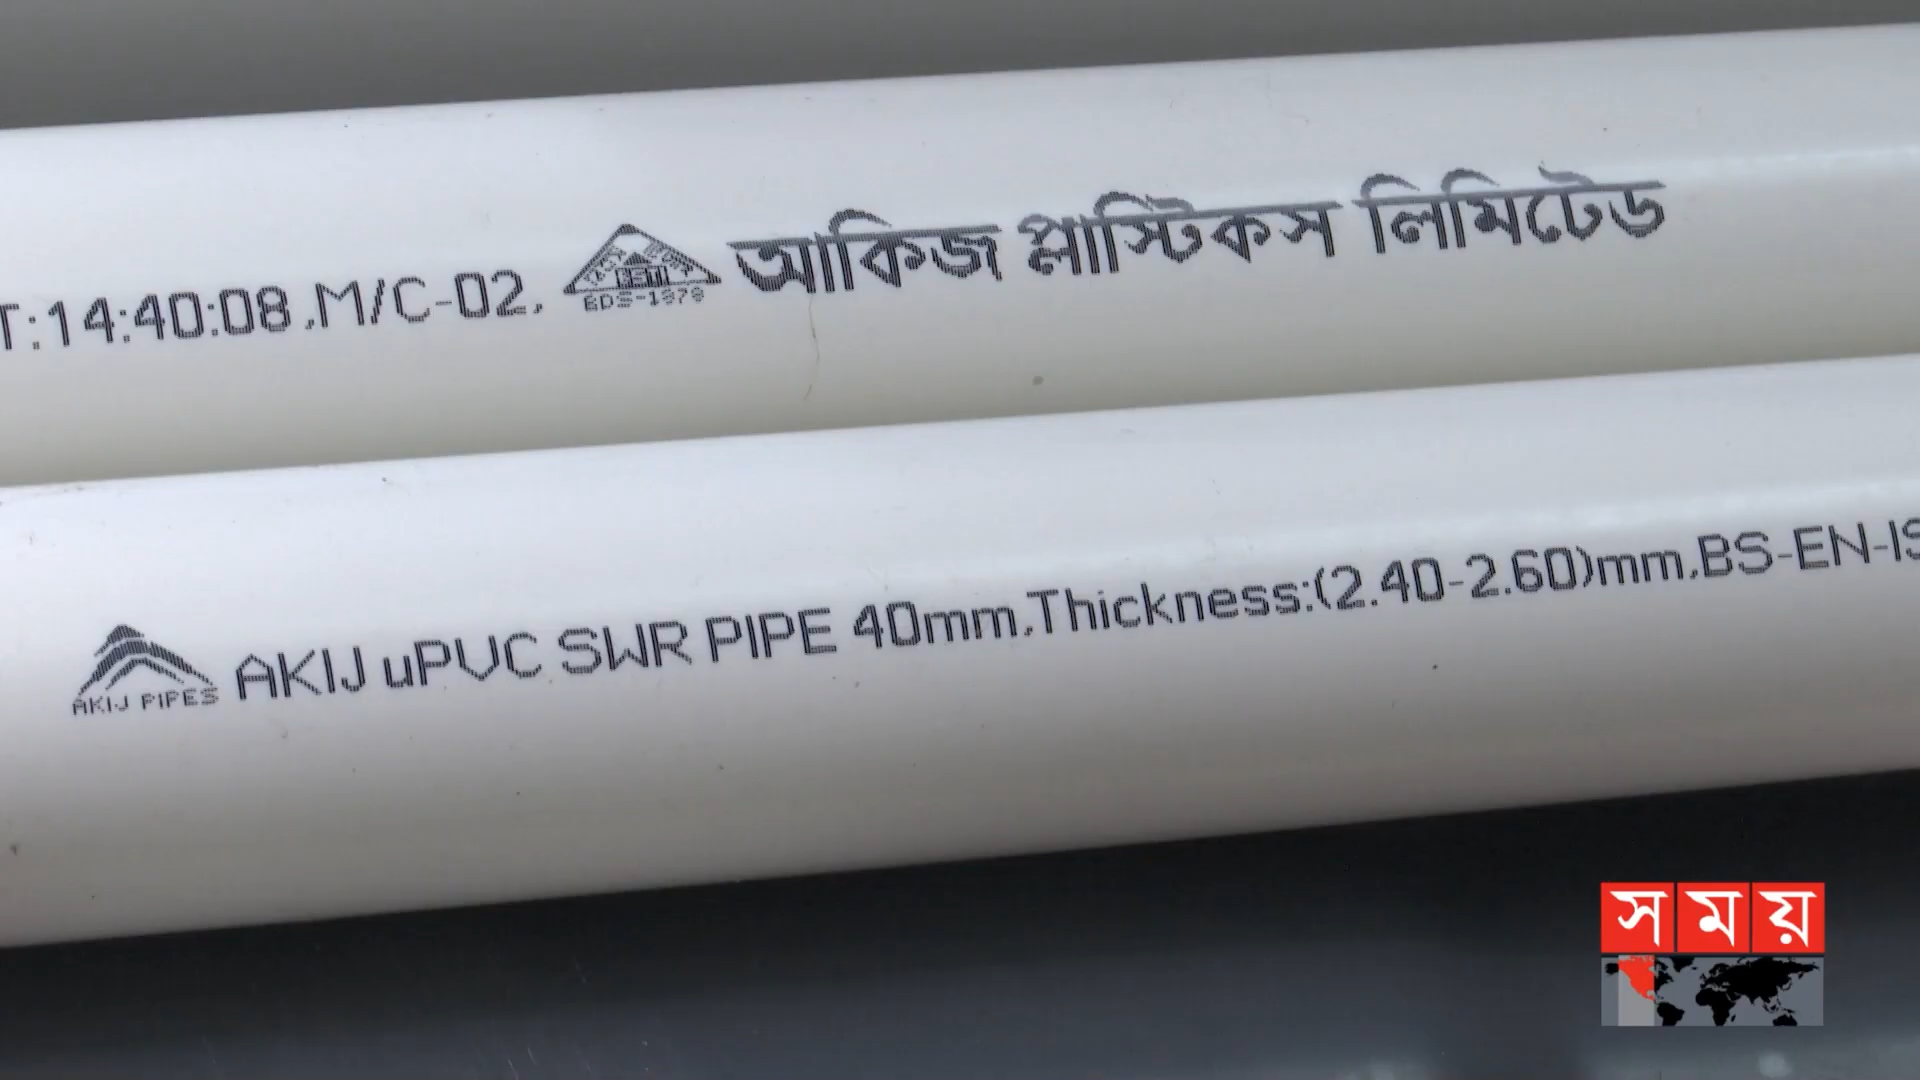 T:14:40:08,M/C-02, BDS-1979 আকিজ প্লাস্টিকস লিমিটেড
AKIJ PIPES AKIJ uPVC SWR PIPE 40mm,Thickness:(2.40-2.60)mm,BS-EN-IS
সময়